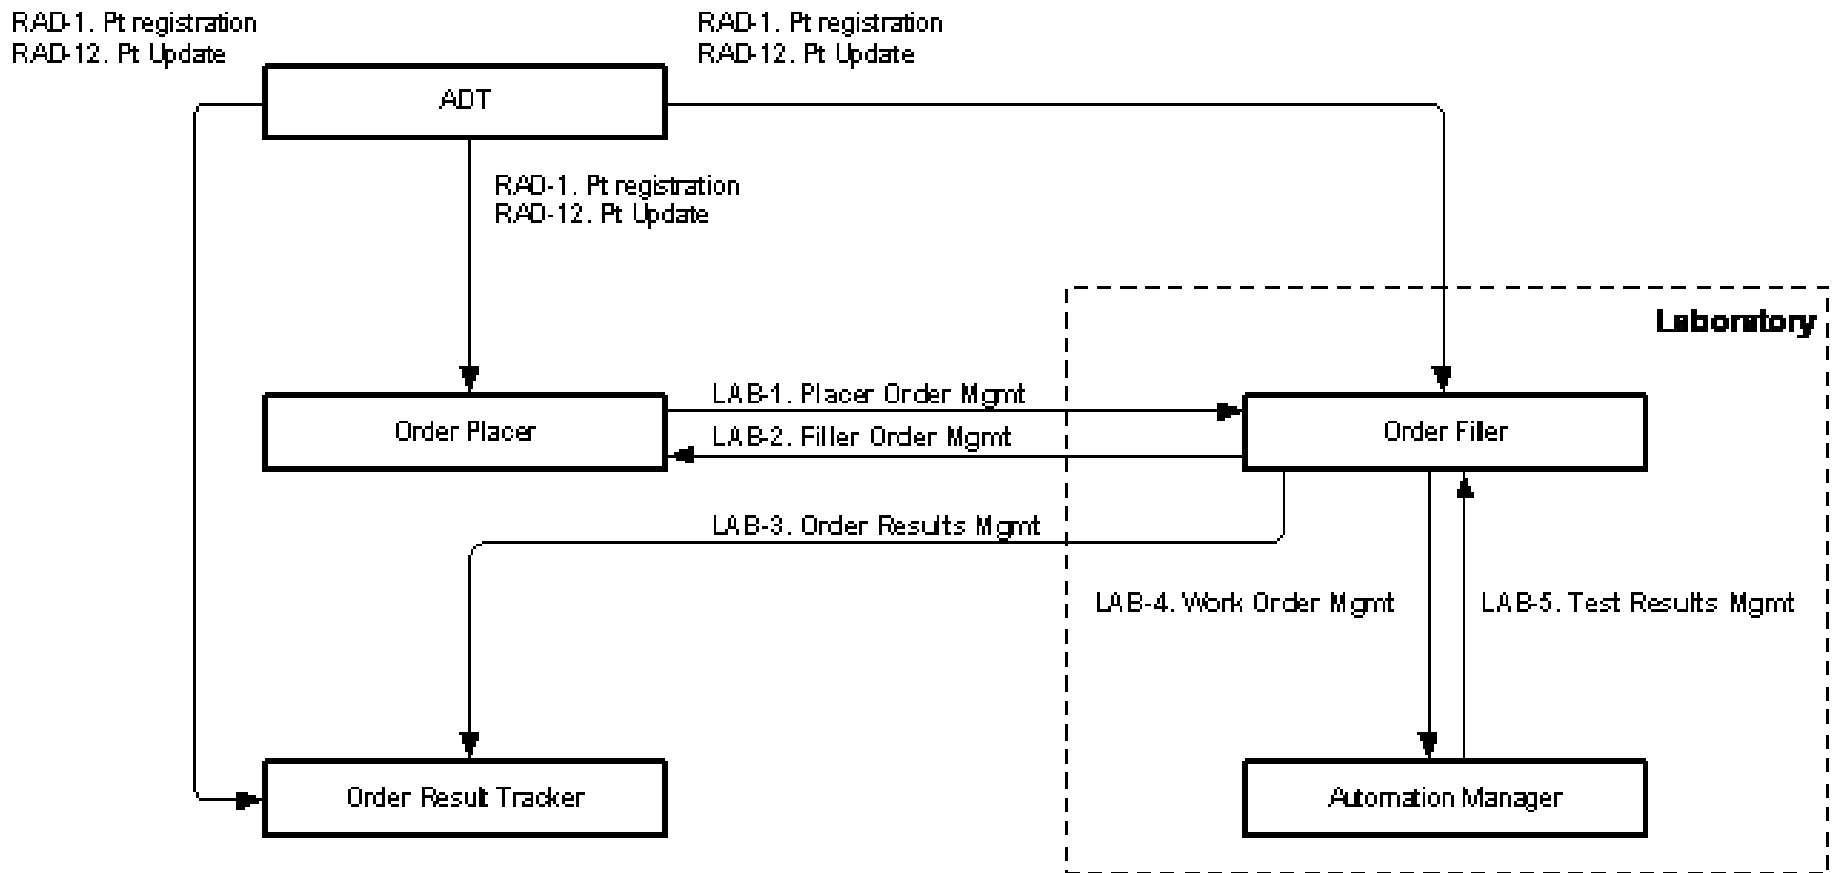 RAD-1. Pt registration
RAD-12. Pt Update
RAD-1. Pt registration
RAD-12. Pt Update
ADT
RAD-1. Pt registration
RAD-12. Pt Update
Laboratory
LAB-1. Placer Order Mgmt
Order Placer
LAB-2. Filler Order Mgmt
Order Filler
LAB-3. Order Results Mgmt
LAB-4. Work Order Mgmt
LAB-5. Test Results Mgmt
Order Result Tracker
Automation Manager